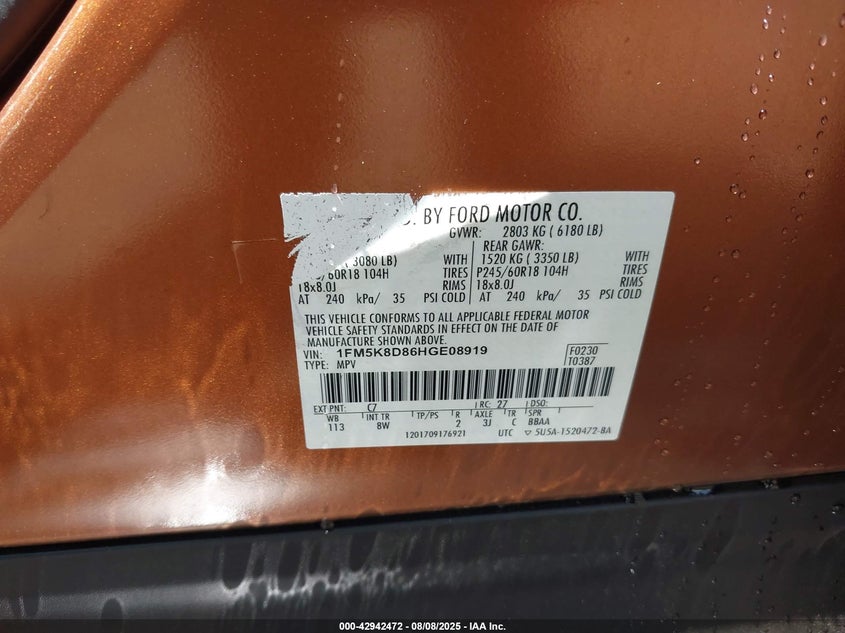 BY FORD MOTOR CO.
GVWR: 2803 KG ( 6180 LB)
REAR GAWR:
( 3080 LB) WITH 1520 KG ( 3350 LB) WITH
/60R18 104H TIRES P245/60R18 104H TIRES
18x8.0J RIMS 18x8.0J RIMS
AT 240 kPa/ 35 PSI COLD AT 240 kPa/ 35 PSI COLD
THIS VEHICLE CONFORMS TO ALL APPLICABLE FEDERAL MOTOR
VEHICLE SAFETY STANDARDS IN EFFECT ON THE DATE OF
MANUFACTURE SHOWN ABOVE.
VIN: 1FM5K8D86HGE08919 F0230
TYPE: MPV T0387
EXT PNT: C7 RC: 27 DSO:
WB INT TR TP/PS R AXLE TR SPR
113 8W 2 3J C BBAA
1201709176921 UTC ▽ 5U5A-1520472-BA
000-42942472 - 08/08/2025 - IAA Inc.